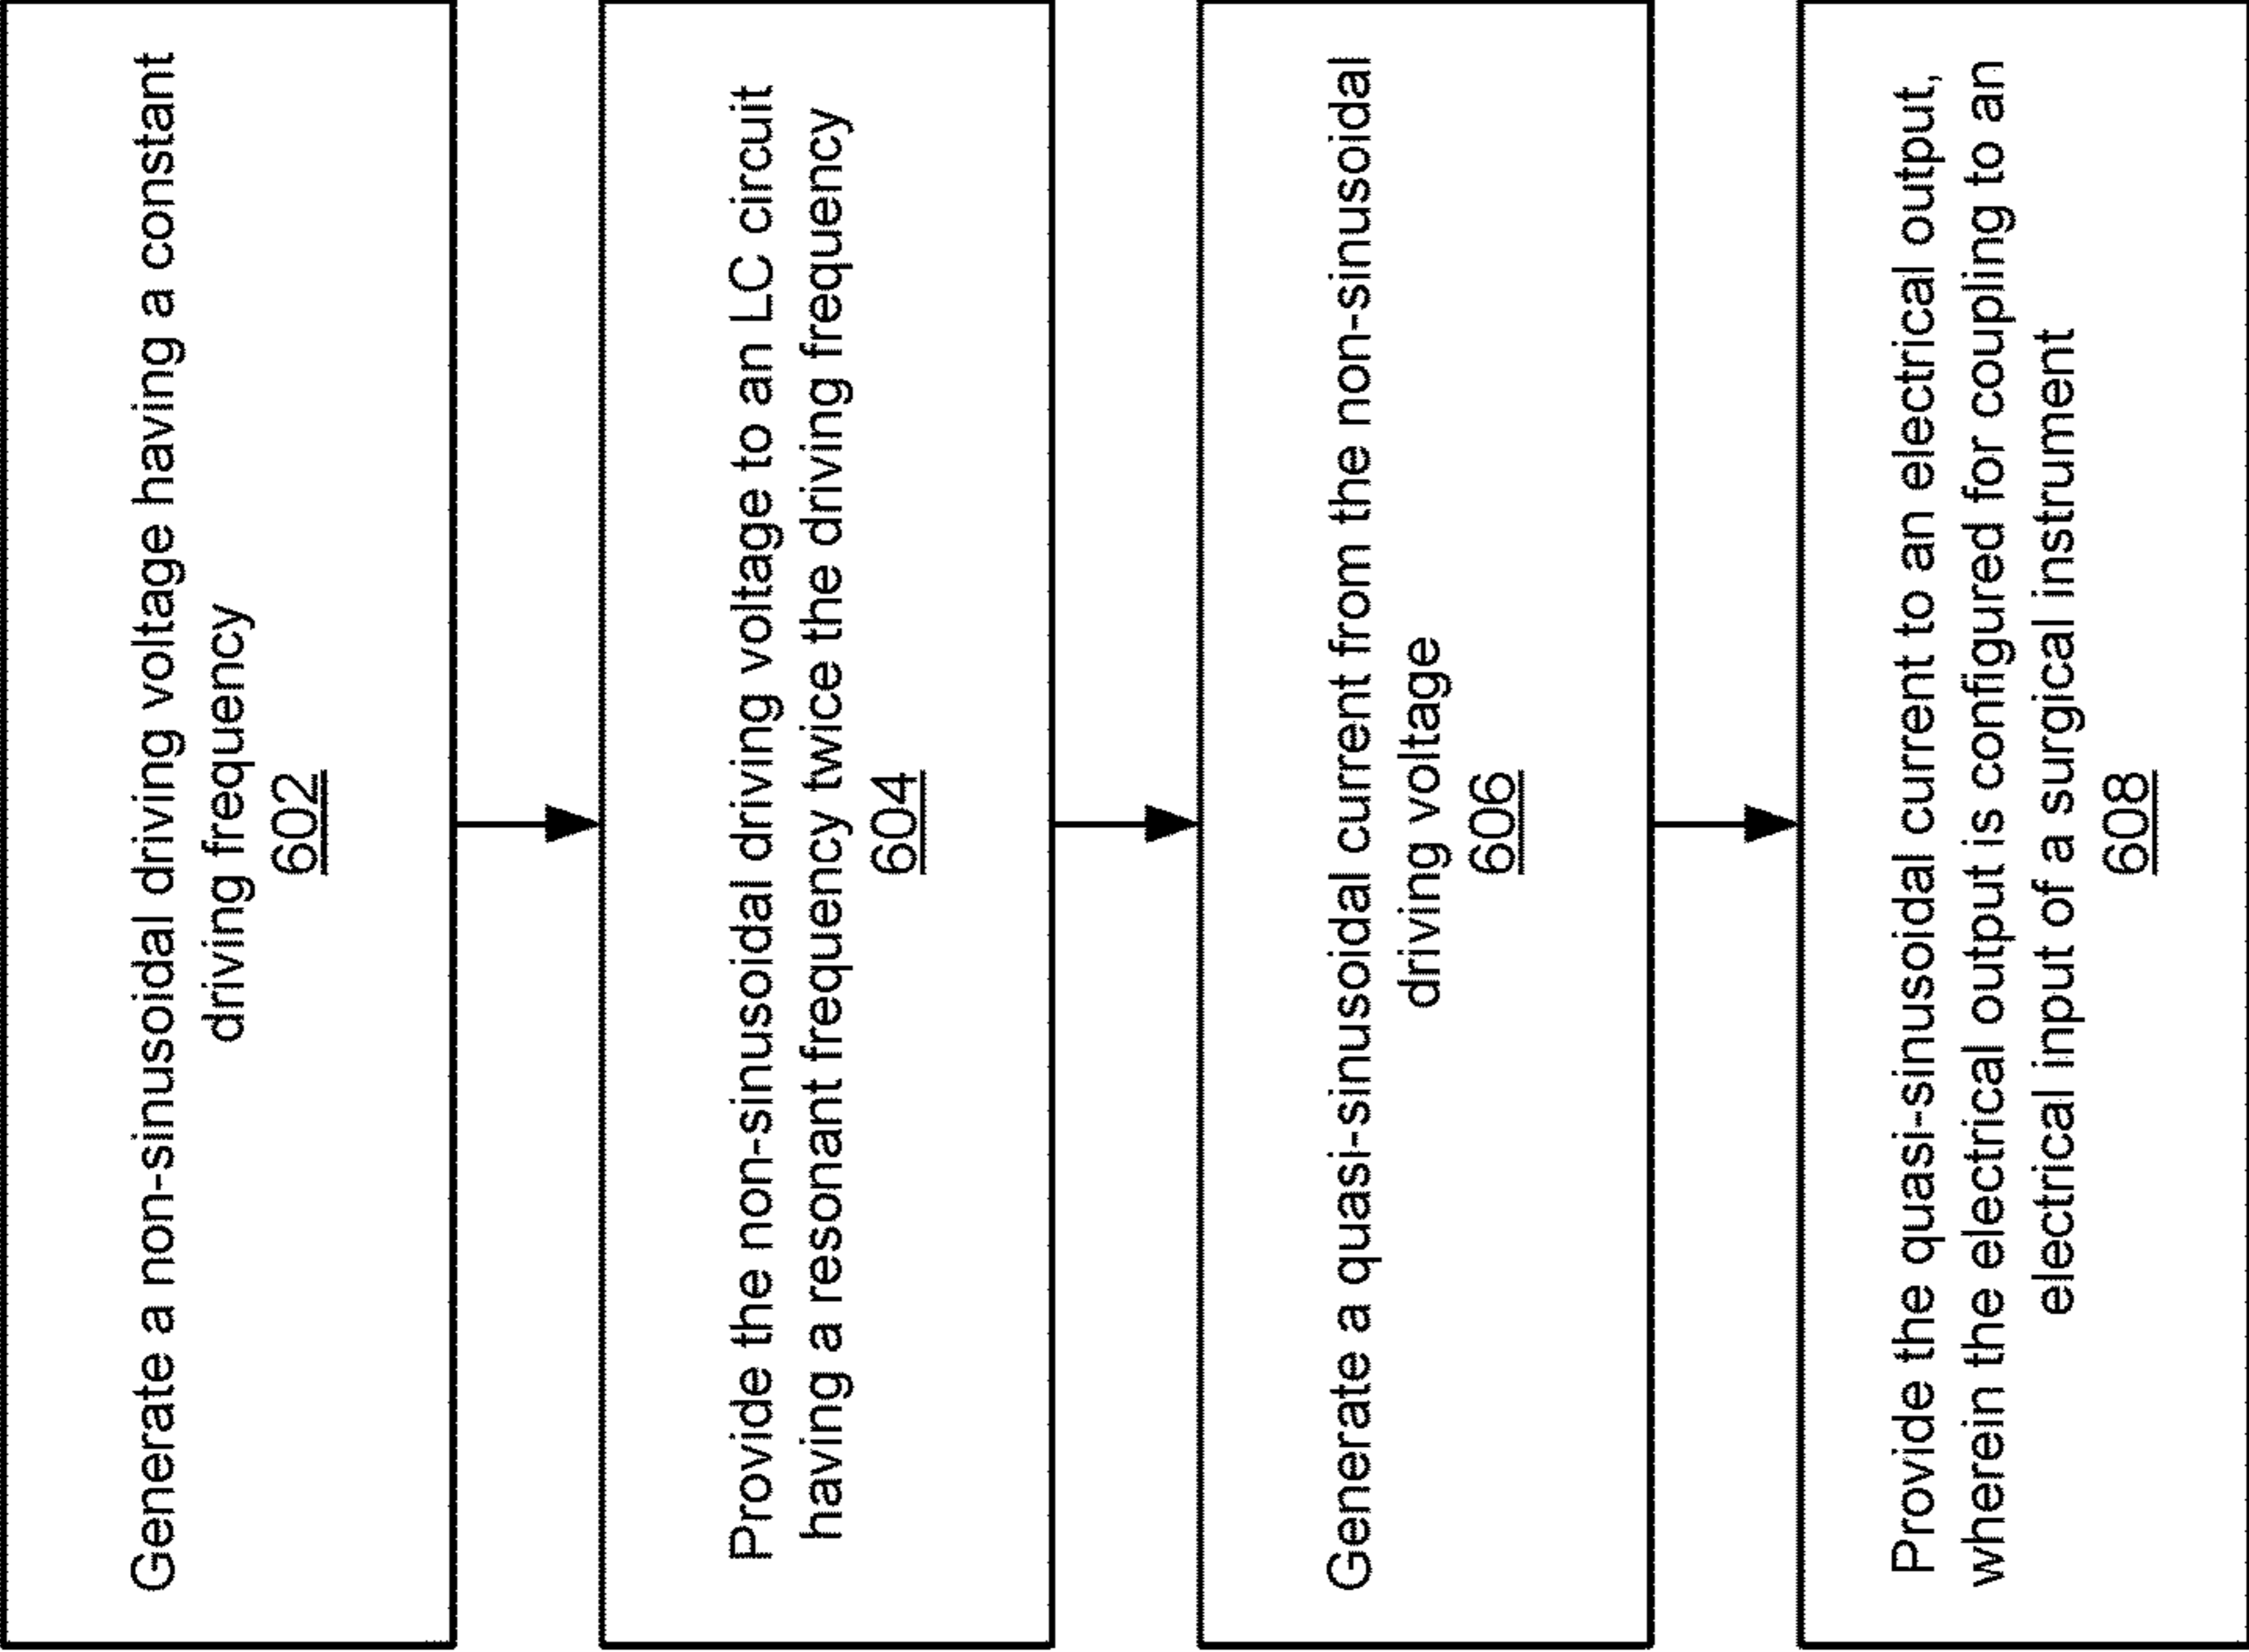 Generate a non-sinusoidal driving voltage having a constant
driving frequency
602
Provide the non-sinusoidal driving voltage to an LC circuit
having a resonant frequency twice the driving frequency
604
Generate a quasi-sinusoidal current from the non-sinusoidal
driving voltage
606
Provide the quasi-sinusoidal current to an electrical output,
wherein the electrical output is configured for coupling to an
electrical input of a surgical instrument
608